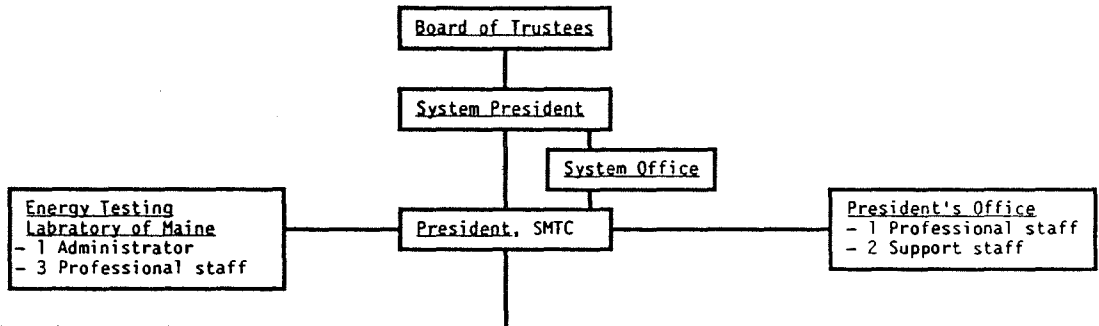 Board of Trustees
System President
System Office
Energy Testing
Labratory of Maine
- 1 Administrator
- 3 Professional staff
President, SMTC
President's Office
- 1 Professional staff
- 2 Support staff